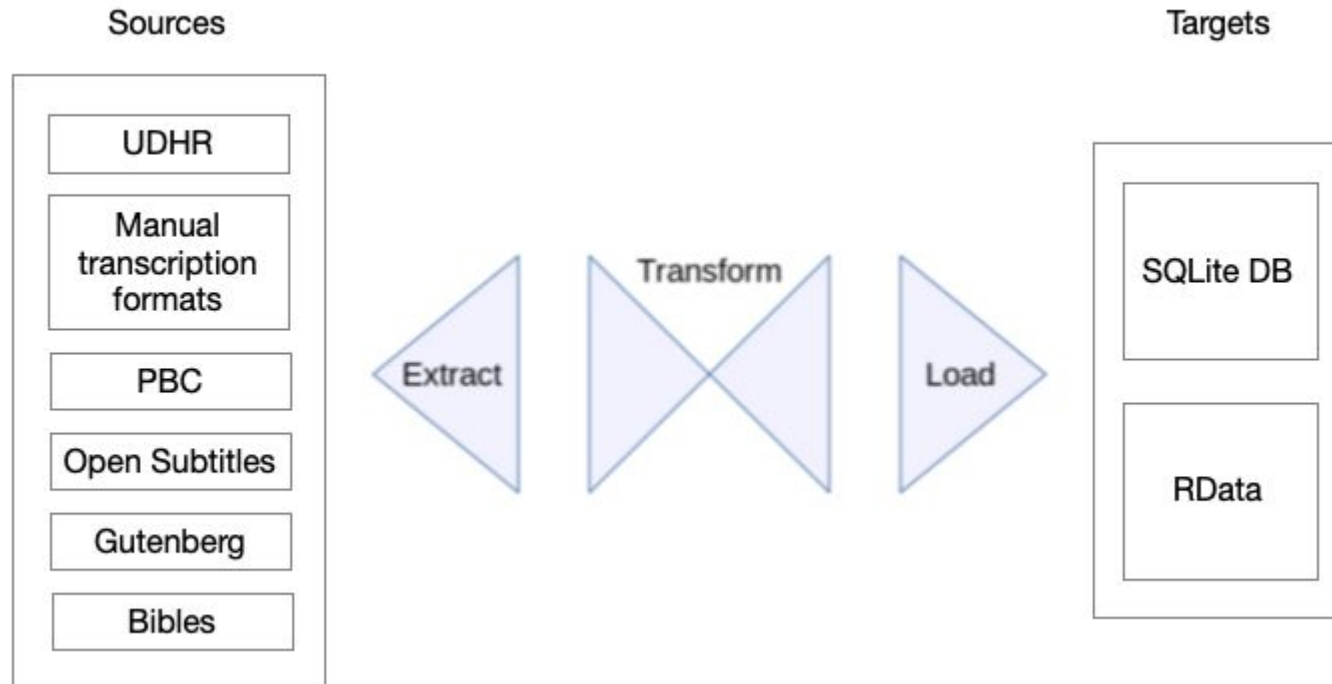 Sources
Targets
UDHR
Manual
transcription
formats
PBC
Open Subtitles
Gutenberg
Bibles
Extract
Transform
Load
SQLite DB
RData